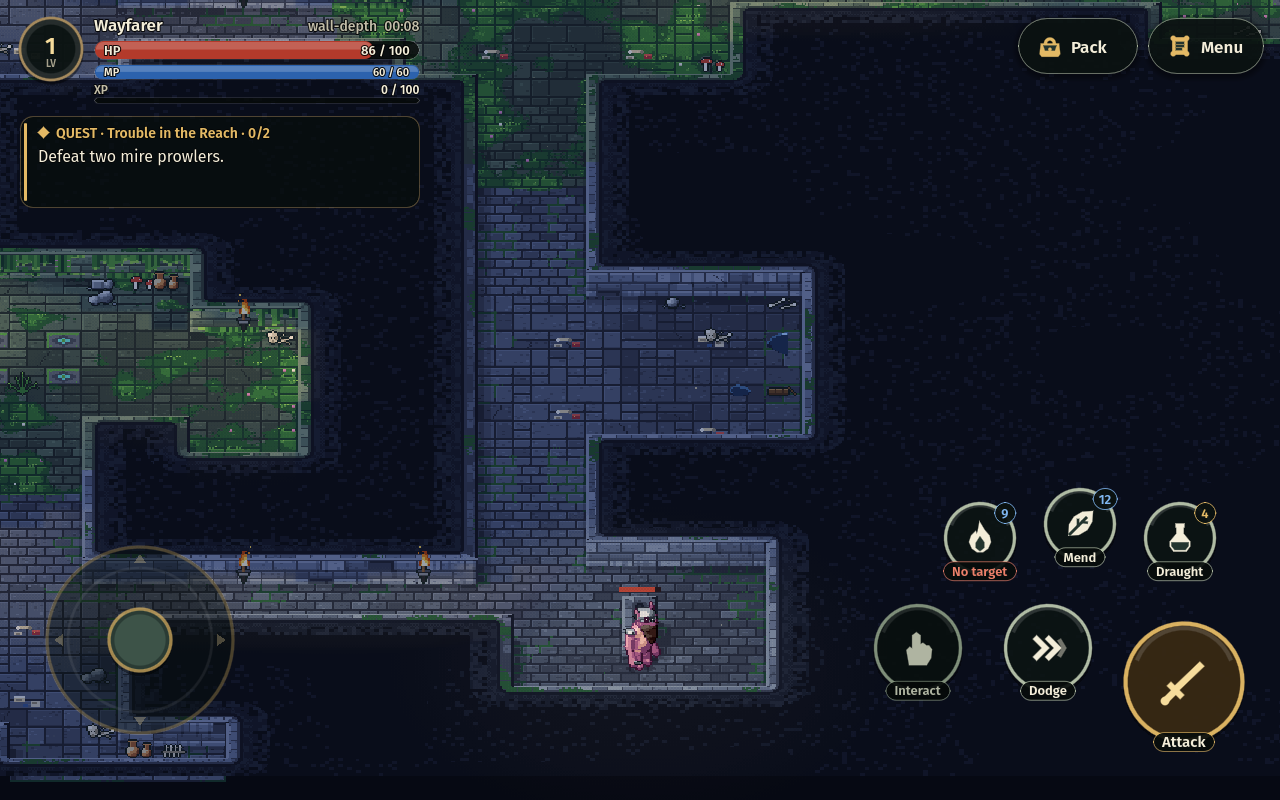 Wayfarer
wall-depth 00:08
1
LV
HP
86 / 100
MP
60 / 60
XP
0 / 100
QUEST · Trouble in the Reach · 0/2
Defeat two mire prowlers.
Pack
Menu
9
No target
12
Mend
4
Draught
Interact
Dodge
Attack